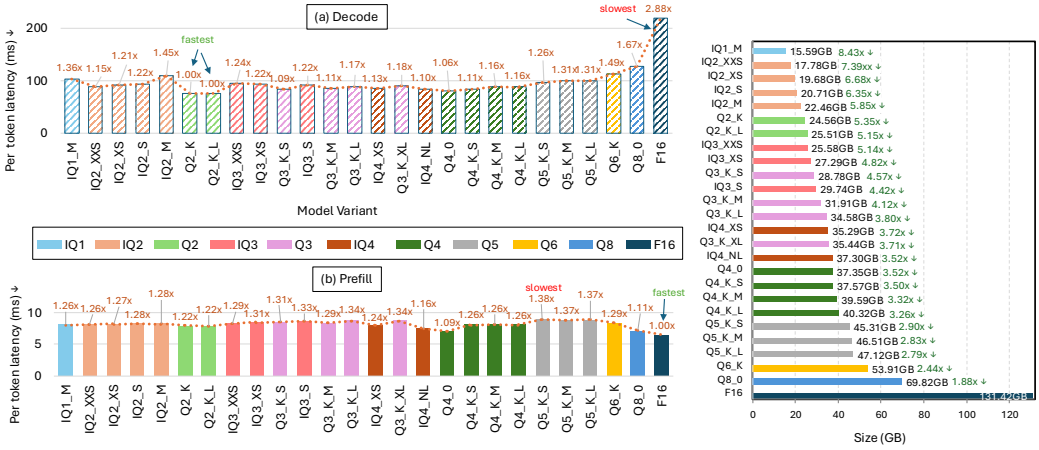 (a) Decode
Per token latency (ms) ↓
200
100
0
1.36x
1.15x
1.21x
1.22x
1.45x
fastest
1.00x
1.00x
1.24x
1.22x
1.09x
1.22x
1.11x
1.17x
1.13x
1.18x
1.10x
1.06x
1.11x
1.16x
1.16x
1.26x
1.31x
1.31x
1.49x
1.67x
slowest
2.88x
IQ1_M
IQ2_XXS
IQ2_XS
IQ2_S
IQ2_M
Q2_K
Q2_K_L
IQ3_XXS
IQ3_XS
Q3_K_S
IQ3_S
Q3_K_M
Q3_K_L
IQ4_XS
Q3_K_XL
IQ4_NL
Q4_0
Q4_K_S
Q4_K_M
Q4_K_L
Q5_K_S
Q5_K_M
Q5_K_L
Q6_K
Q8_0
F16
Model Variant
IQ1 IQ2 Q2 IQ3 Q3 IQ4 Q4 Q5 Q6 Q8 F16
(b) Prefill
Per token latency (ms) ↓
10
5
0
1.26x
1.26x
1.27x
1.28x
1.28x
1.22x
1.22x
1.29x
1.31x
1.31x
1.33x
1.29x
1.34x
1.24x
1.34x
1.16x
1.09x
1.26x
1.26x
1.26x
slowest
1.38x
1.37x
1.37x
1.29x
1.11x
fastest
1.00x
IQ1_M
IQ2_XXS
IQ2_XS
IQ2_S
IQ2_M
Q2_K
Q2_K_L
IQ3_XXS
IQ3_XS
Q3_K_S
IQ3_S
Q3_K_M
Q3_K_L
IQ4_XS
Q3_K_XL
IQ4_NL
Q4_0
Q4_K_S
Q4_K_M
Q4_K_L
Q5_K_S
Q5_K_M
Q5_K_L
Q6_K
Q8_0
F16
IQ1_M 15.59GB 8.43x ↓
IQ2_XXS 17.78GB 7.39x ↓
IQ2_XS 19.68GB 6.68x ↓
IQ2_S 20.71GB 6.35x ↓
IQ2_M 22.46GB 5.85x ↓
Q2_K 24.56GB 5.35x ↓
Q2_K_L 25.51GB 5.15x ↓
IQ3_XXS 25.58GB 5.14x ↓
IQ3_XS 27.29GB 4.82x ↓
Q3_K_S 28.78GB 4.57x ↓
IQ3_S 29.74GB 4.42x ↓
Q3_K_M 31.91GB 4.12x ↓
Q3_K_L 34.58GB 3.80x ↓
IQ4_XS 35.29GB 3.72x ↓
Q3_K_XL 35.44GB 3.71x ↓
IQ4_NL 37.30GB 3.52x ↓
Q4_0 37.35GB 3.52x ↓
Q4_K_S 37.57GB 3.50x ↓
Q4_K_M 39.59GB 3.32x ↓
Q4_K_L 40.32GB 3.26x ↓
Q5_K_S 45.31GB 2.90x ↓
Q5_K_M 46.51GB 2.83x ↓
Q5_K_L 47.12GB 2.79x ↓
Q6_K 53.91GB 2.44x ↓
Q8_0 69.82GB 1.88x ↓
F16 131.42GB
0 20 40 60 80 100 120
Size (GB)